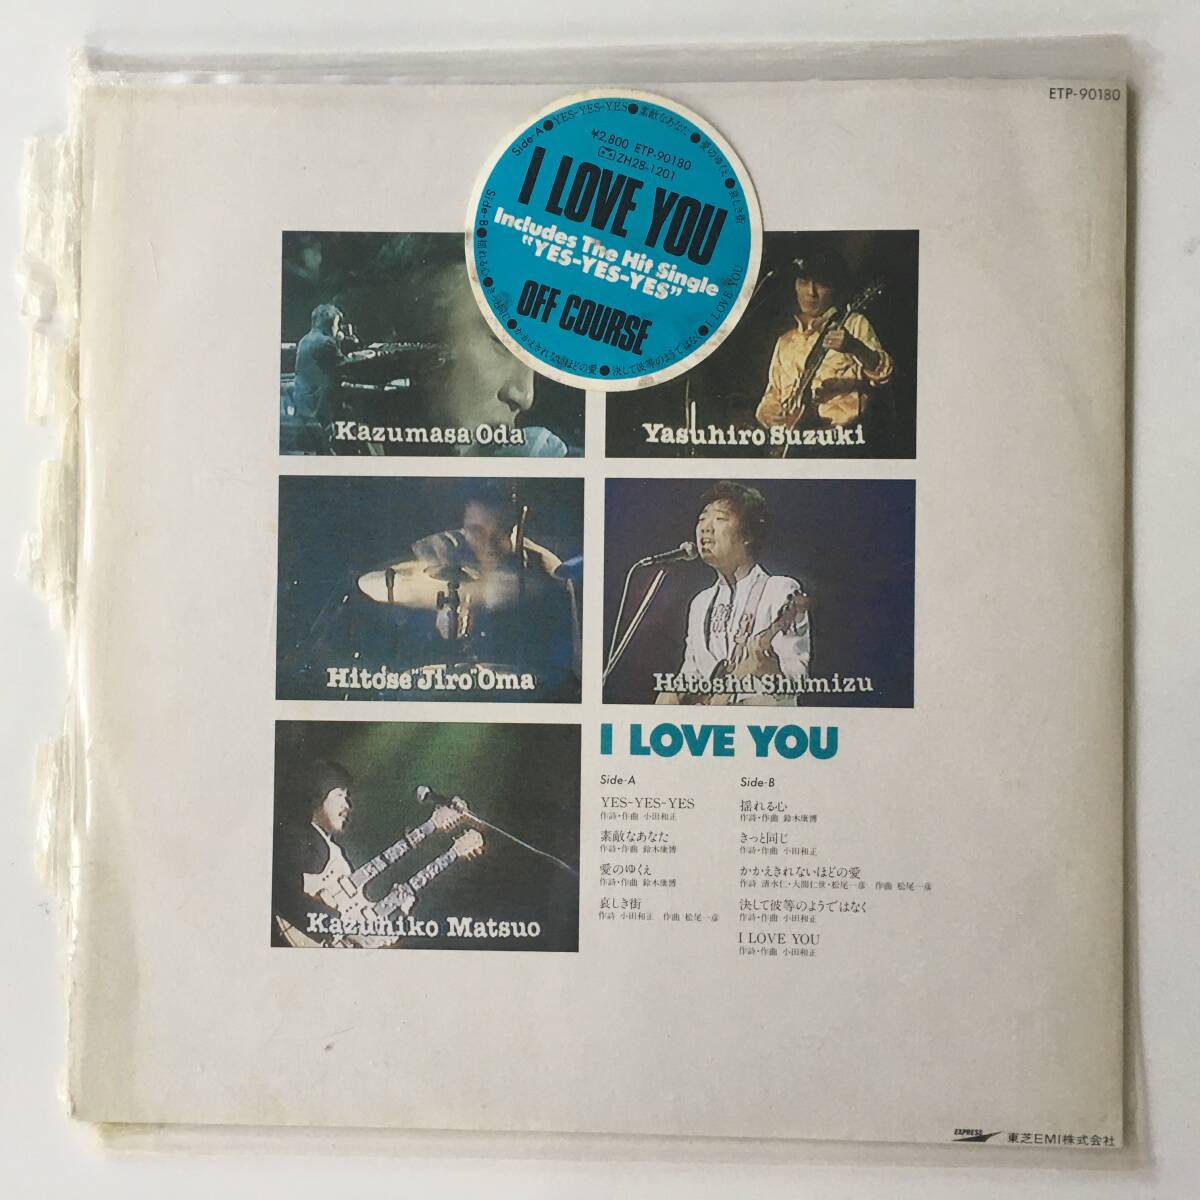 ETP-90180
Side-A●YES-YES-YES●素敵なあなた●愛のゆくえ●哀しき街
¥2,800 ETP-90180
ZH28-1201
I LOVE YOU
Includes The Hit Single
"YES-YES-YES"
OFF COURSE
Side-B●揺れる心●きっと同じ●かかえきれないほどの愛●決して彼等のようではなく●I LOVE YOU
Kazumasa Oda
Yasuhiro Suzuki
Hitose "Jiro" Oma
Hitoshi Shimizu
Kazuhiko Matsuo
I LOVE YOU
Side-A
YES-YES-YES
作詩・作曲 小田和正
素敵なあなた
作詩・作曲 鈴木康博
愛のゆくえ
作詩・作曲 鈴木康博
哀しき街
作詩 小田和正 作曲 松尾一彦
Side-B
揺れる心
作詩・作曲 鈴木康博
きっと同じ
作詩・作曲 小田和正
かかえきれないほどの愛
作詩 清水仁・大間仁世・松尾一彦 作曲 松尾一彦
決して彼等のようではなく
作詩・作曲 小田和正
I LOVE YOU
作詩・作曲 小田和正
EXPRESS 東芝EMI株式会社